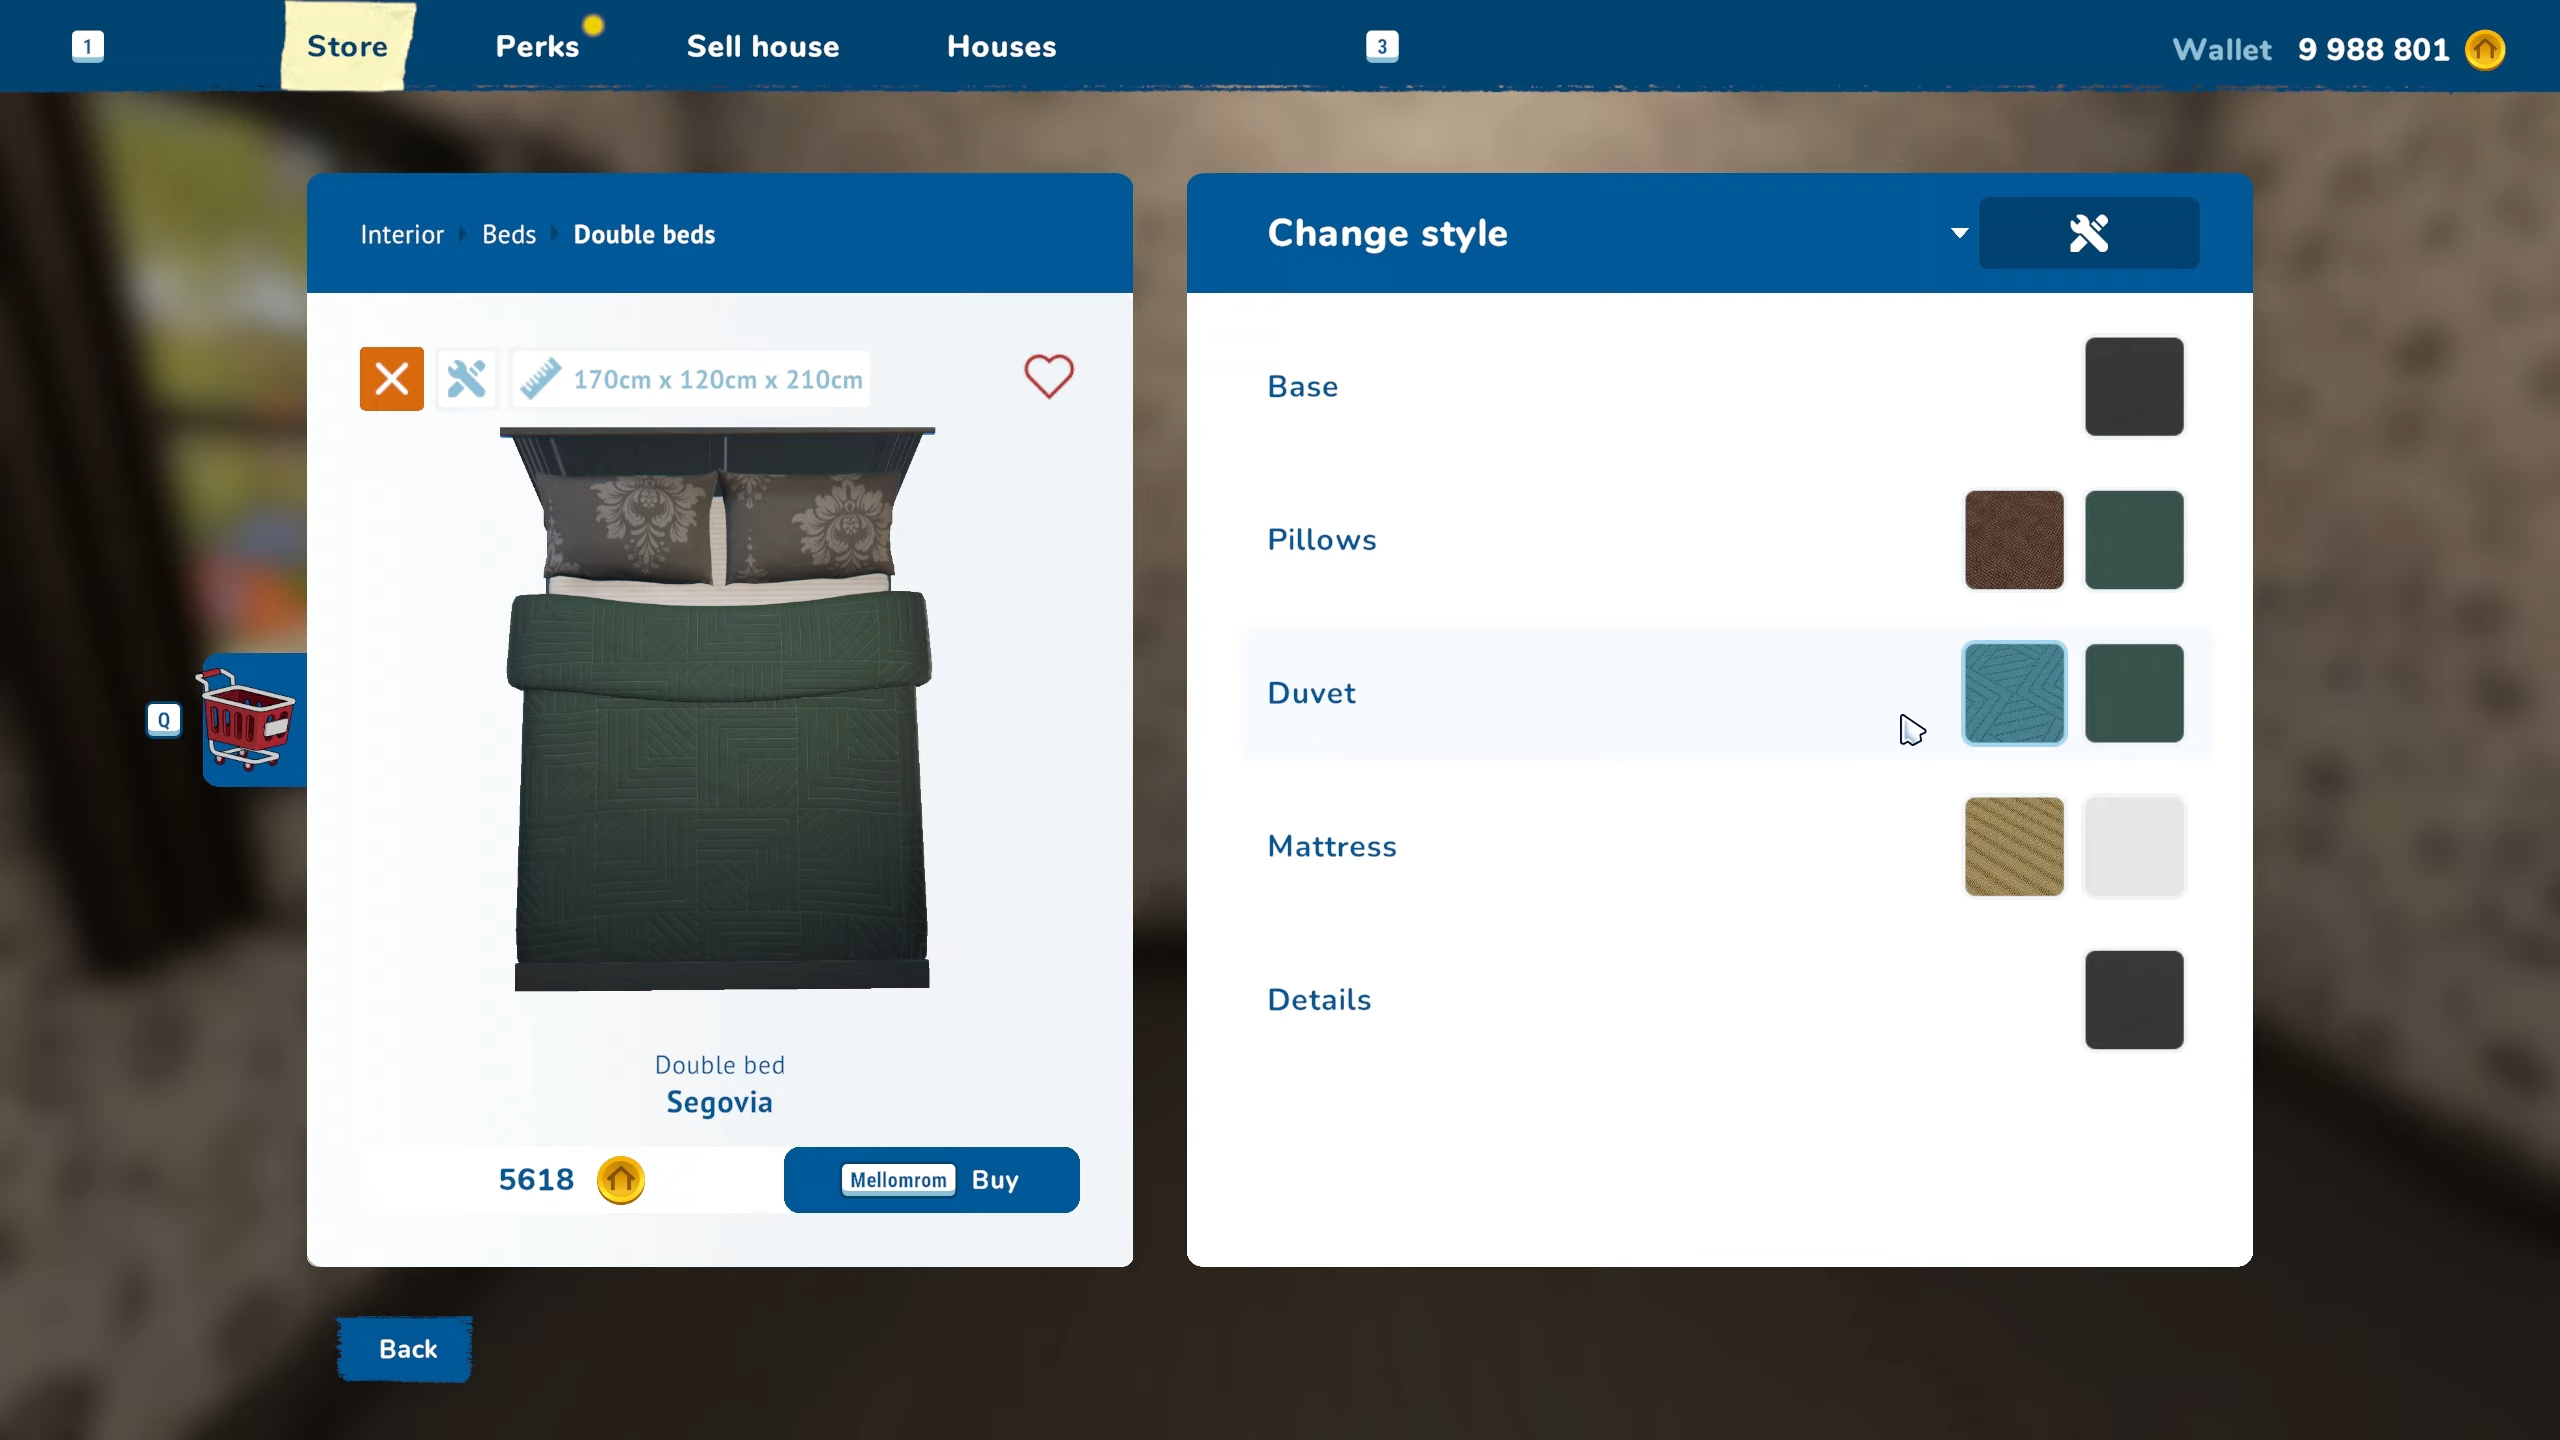 1 Store Perks Sell house Houses 3 Wallet 9 988 801
Interior Beds Double beds
170cm x 120cm x 210cm
Q
Double bed
Segovia
5618 Mellomrom Buy
Change style
Base
Pillows
Duvet
Mattress
Details
Back